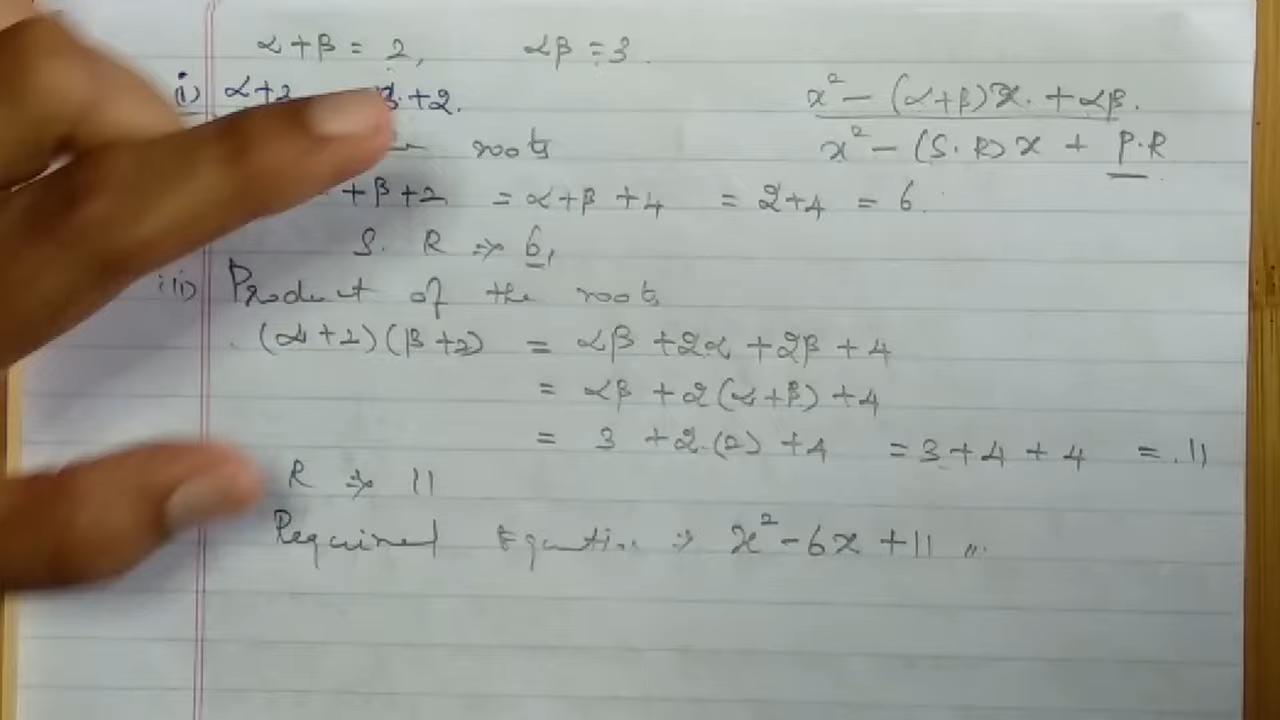 α+β = 2, αβ = 3.
(i) α+2 β+2.
x² − (α+β)x. + αβ.
roots
x² − (S.R) x + P.R
+β+2 = α+β+4 = 2+4 = 6.
S. R ⇒ 6,
iii) Product of the roots
(α+2)(β+2) = αβ+2α+2β+4
= αβ+2(α+β)+4
= 3 +2.(2) +4 = 3+4+4 =.11
R ⇒ 11
Required Equation ⇒ x²-6x+11 ,,.